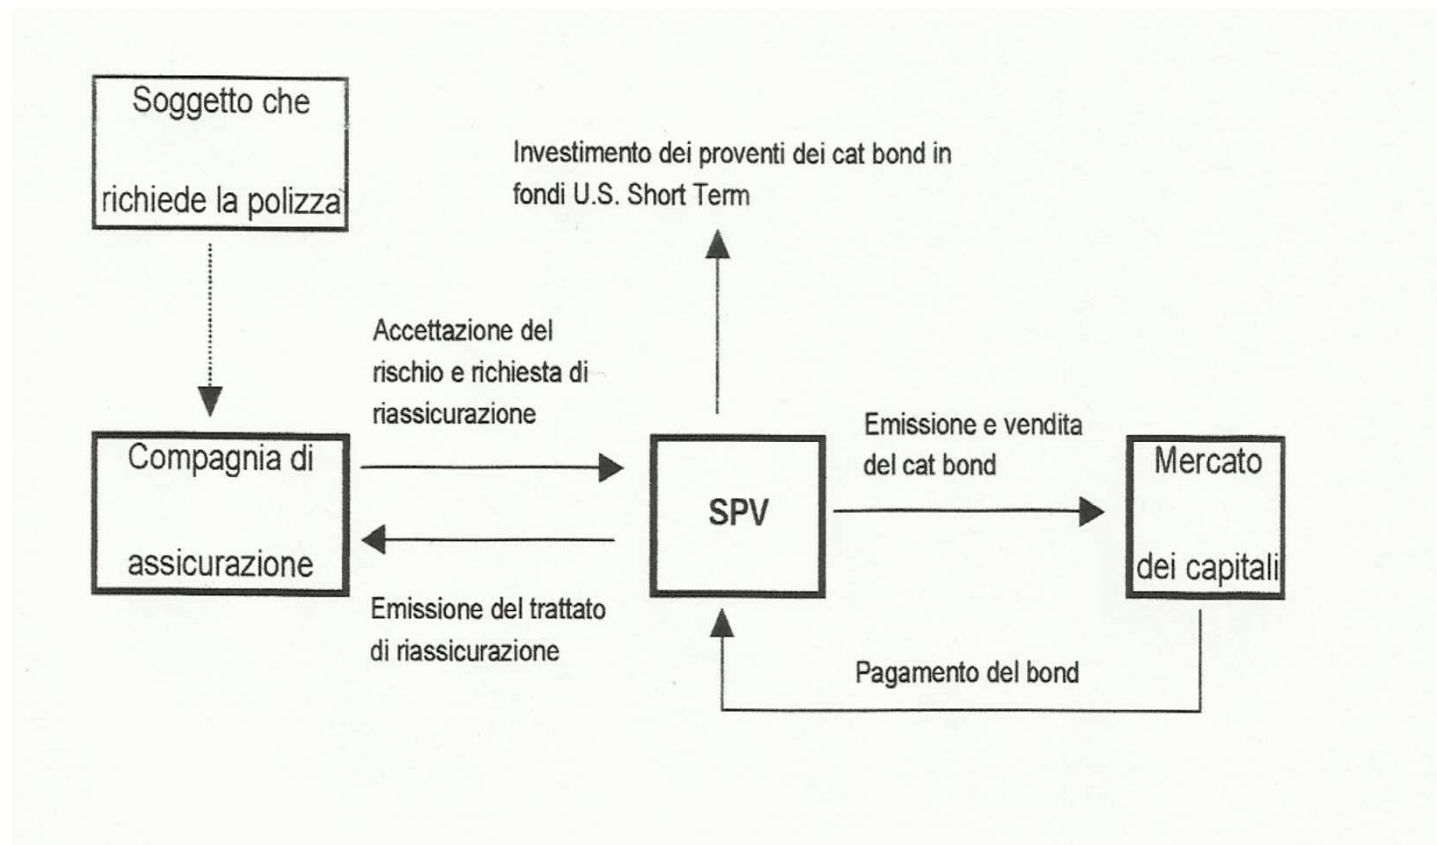 Soggetto che
richiede la polizza
Investimento dei proventi dei cat bond in
fondi U.S. Short Term
Accettazione del
rischio e richiesta di
riassicurazione
Emissione e vendita
del cat bond
Compagnia di
assicurazione
SPV
Mercato
dei capitali
Emissione del trattato
di riassicurazione
Pagamento del bond